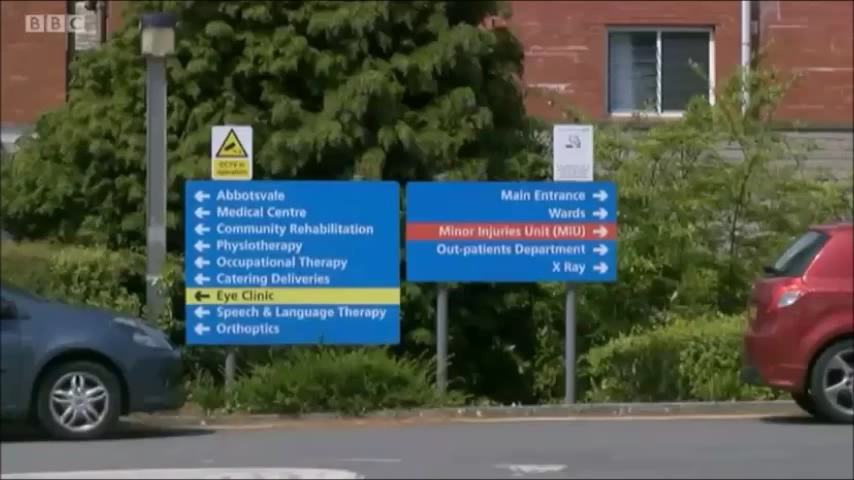 BBC
CCTV in
operation
Abbotsvale
Medical Centre
Community Rehabilitation
Physiotherapy
Occupational Therapy
Catering Deliveries
Eye Clinic
Speech & Language Therapy
Orthoptics
Main Entrance
Wards
Minor Injuries Unit (MIU)
Out-patients Department
X Ray